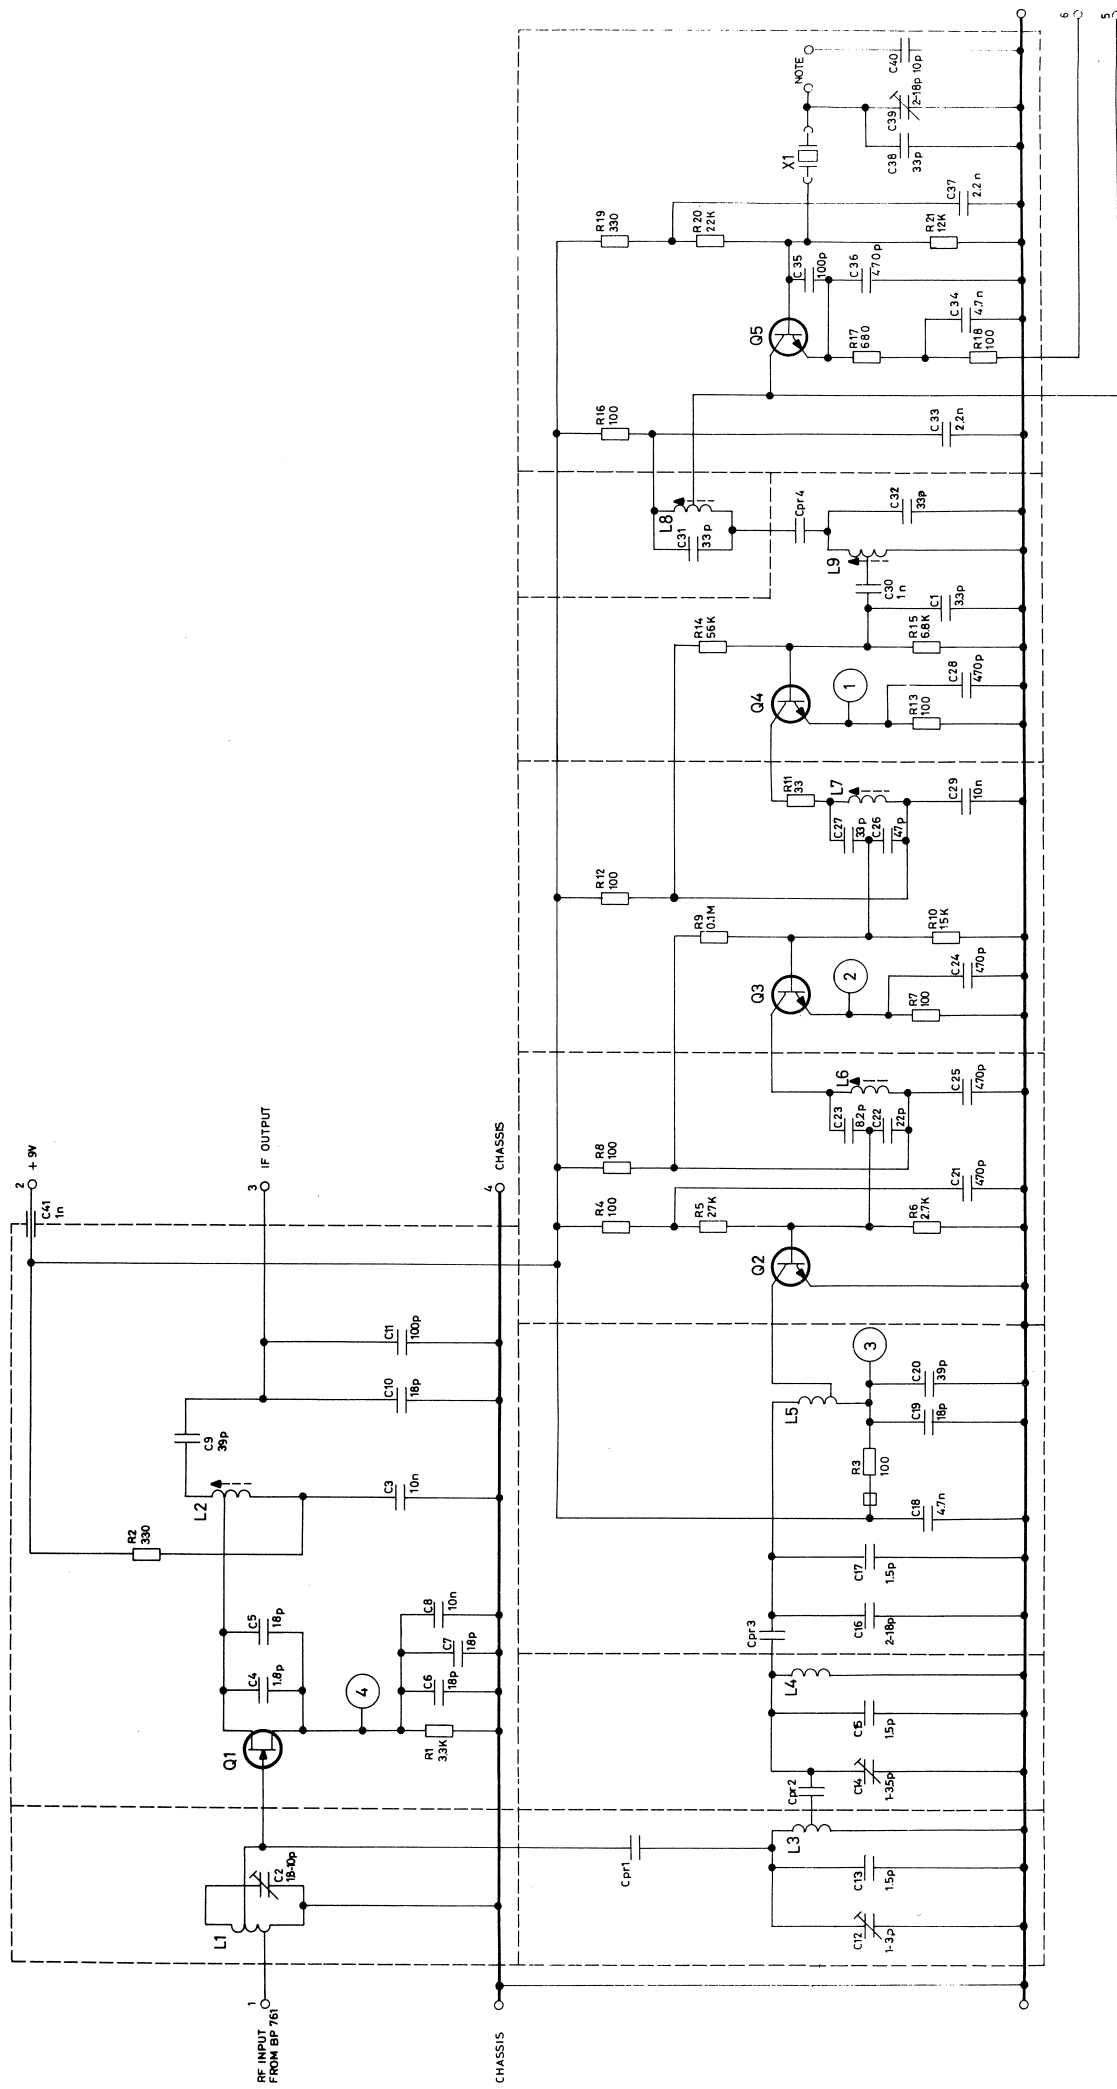 RF INPUT
FROM BP 761
1
CHASSIS
L1
C2
1.8-10p
Q1
C4
1.8p
C5
18p
4
R1
3.3K
C6
18p
C7
18p
C8
10n
R2
330
L2
C3
10n
C9
39p
C10
18p
C11
100p
C41
1n
2
+ 9V
3
IF OUTPUT
4
CHASSIS
Cpr1
C12
1-3p
C13
1.5p
L3
Cpr2
C14
1-3.5p
C15
1.5p
L4
Cpr3
C16
2-18p
C17
1.5p
C18
4.7n
R3
100
L5
C19
18p
C20
39p
3
Q2
R4
100
R5
27K
R6
2.7K
C21
470p
R8
100
C23
8.2p
C22
22p
L6
C25
470p
Q3
2
R7
100
C24
470p
R9
0.1M
R10
15K
R12
100
C27
33p
C26
47p
L7
C29
10n
R11
33
Q4
1
R13
100
C28
470p
R14
56K
R15
6.8K
C1
33p
C30
1n
L9
L8
C31
33p
Cpr4
C32
33p
R16
100
C33
2.2n
Q5
R17
680
R18
100
C34
4.7n
C35
100p
C36
470p
R19
330
R20
22K
R21
12K
C37
2.2n
X1
C38
33p
C39
2-18p
NOTE
C40
10p
6
5